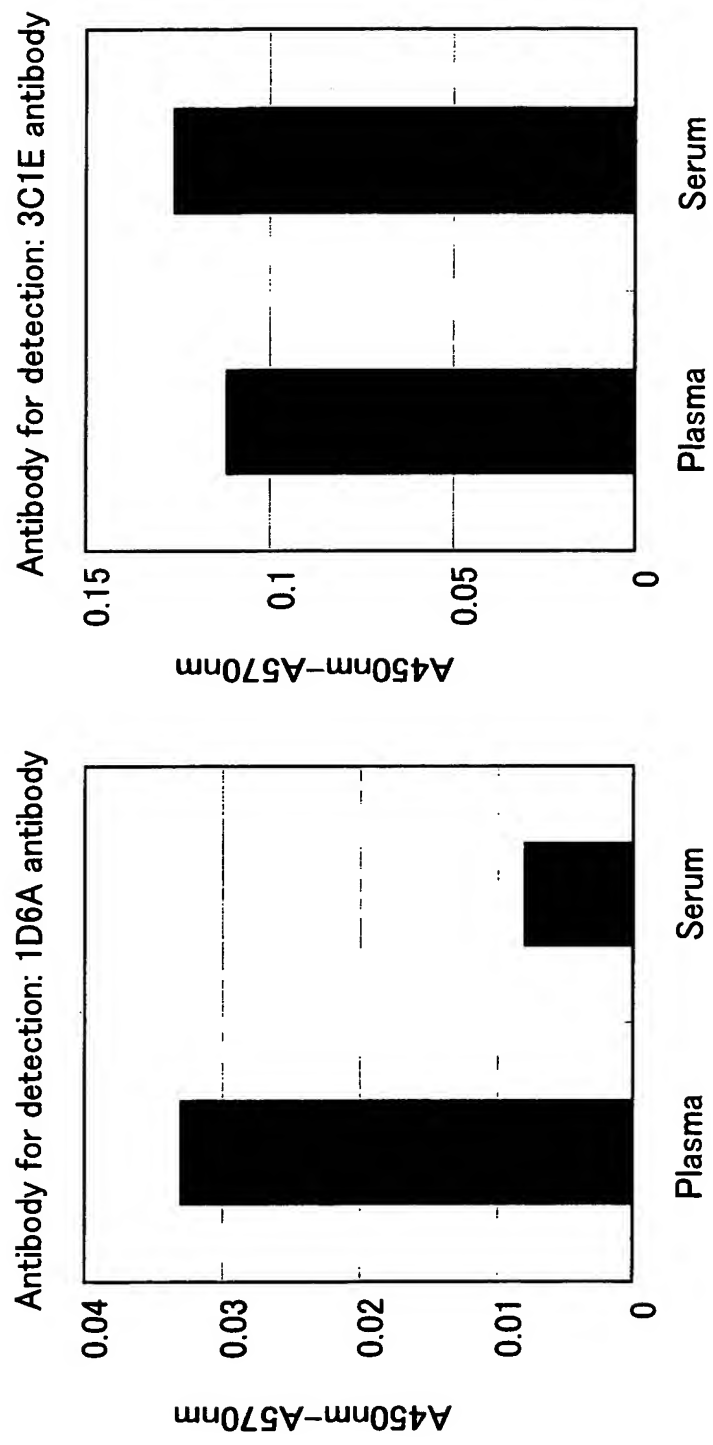 Antibody for detection: 1D6A antibody
A450nm-A570nm
0.04
0.03
0.02
0.01
0
Plasma
Serum
Antibody for detection: 3C1E antibody
A450nm-A570nm
0.15
0.1
0.05
0
Plasma
Serum